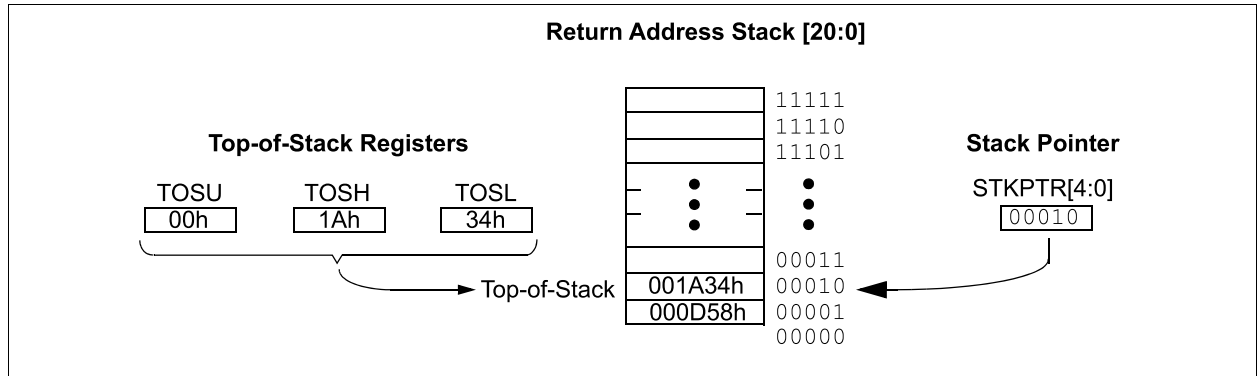 Return Address Stack [20:0]
11111
11110
11101
Top-of-Stack Registers
Stack Pointer
TOSU TOSH TOSL
STKPTR[4:0]
00h 1Ah 34h
00010
00011
Top-of-Stack 001A34h 00010
000D58h 00001
00000